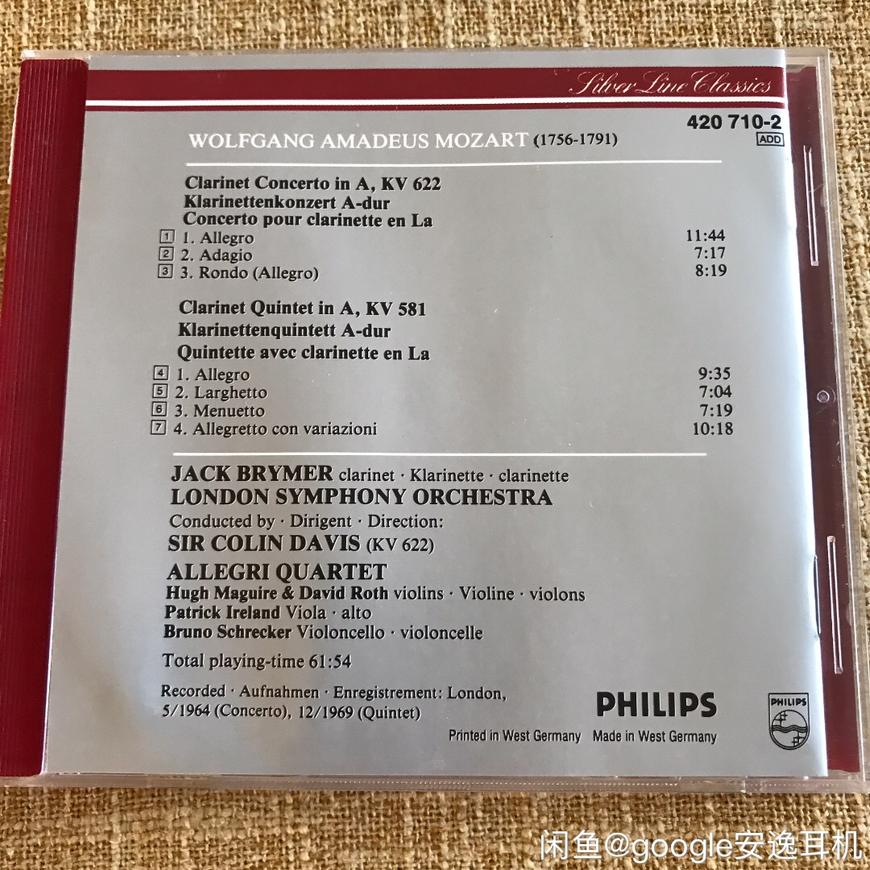 Silver Line Classics
420 710-2
ADD
WOLFGANG AMADEUS MOZART (1756-1791)
Clarinet Concerto in A, KV 622
Klarinettenkonzert A-dur
Concerto pour clarinette en La
1 1. Allegro 11:44
2 2. Adagio 7:17
3 3. Rondo (Allegro) 8:19
Clarinet Quintet in A, KV 581
Klarinettenquintett A-dur
Quintette avec clarinette en La
4 1. Allegro 9:35
5 2. Larghetto 7:04
6 3. Menuetto 7:19
7 4. Allegretto con variazioni 10:18
JACK BRYMER clarinet · Klarinette · clarinette
LONDON SYMPHONY ORCHESTRA
Conducted by · Dirigent · Direction:
SIR COLIN DAVIS (KV 622)
ALLEGRI QUARTET
Hugh Maguire & David Roth violins · Violine · violons
Patrick Ireland Viola · alto
Bruno Schrecker Violoncello · violoncelle
Total playing-time 61:54
Recorded · Aufnahmen · Enregistrement: London,
5/1964 (Concerto), 12/1969 (Quintet)
PHILIPS
PHILIPS
Printed in West Germany Made in West Germany
闲鱼@google安逸耳机